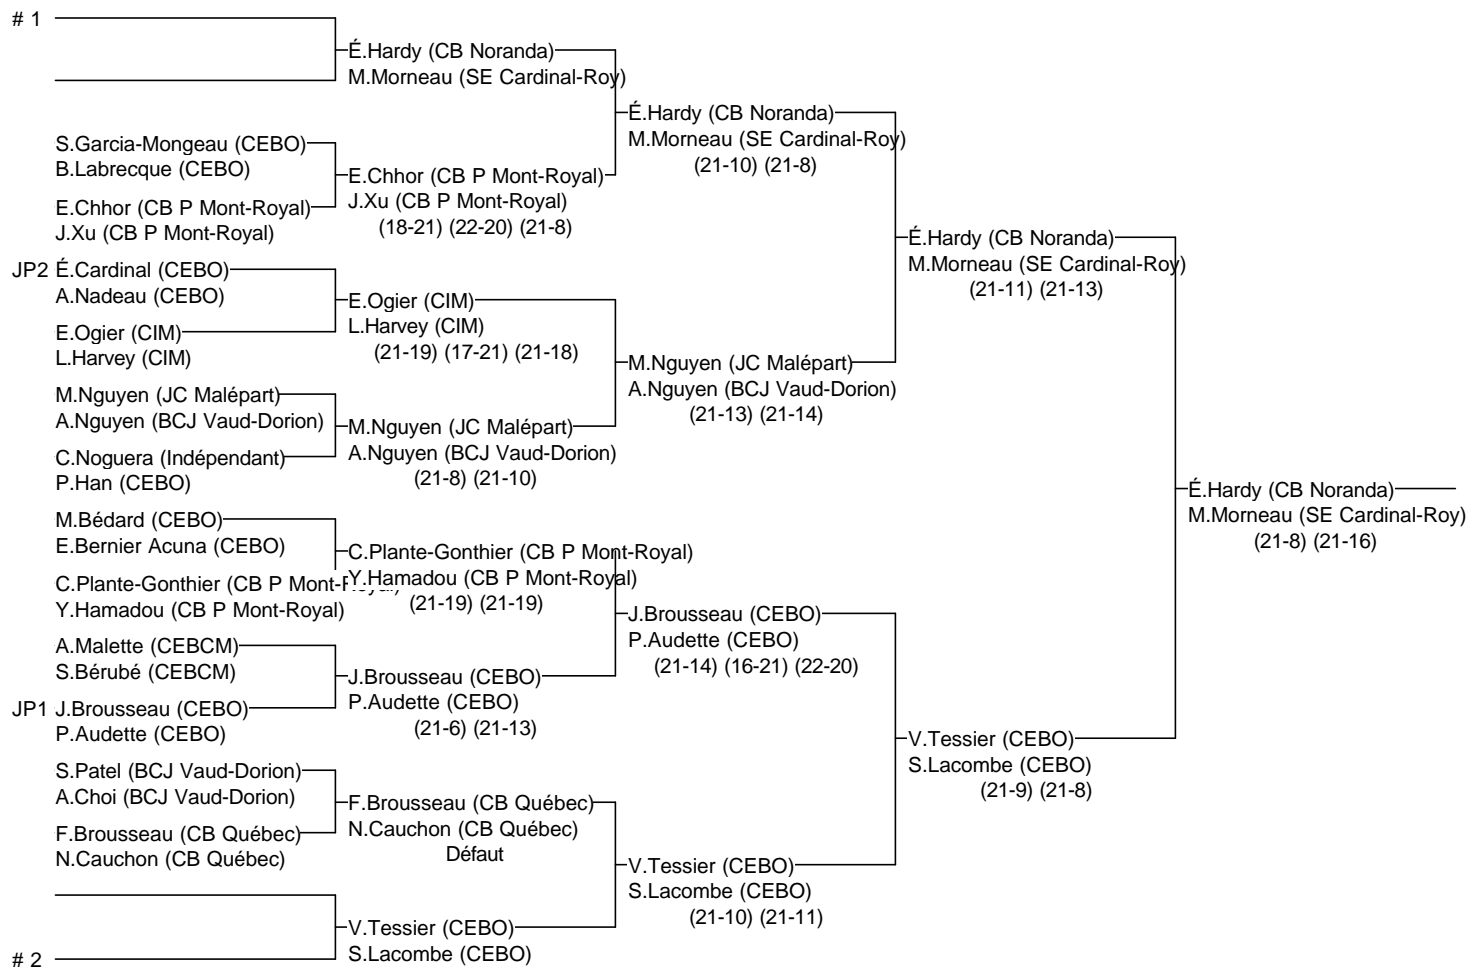 # 1
É.Hardy (CB Noranda)
M.Morneau (SE Cardinal-Roy)
É.Hardy (CB Noranda)
M.Morneau (SE Cardinal-Roy)
(21-10) (21-8)
S.Garcia-Mongeau (CEBO)
B.Labrecque (CEBO)
E.Chhor (CB P Mont-Royal)
J.Xu (CB P Mont-Royal)
(18-21) (22-20) (21-8)
E.Chhor (CB P Mont-Royal)
J.Xu (CB P Mont-Royal)
É.Hardy (CB Noranda)
M.Morneau (SE Cardinal-Roy)
(21-11) (21-13)
JP2 É.Cardinal (CEBO)
A.Nadeau (CEBO)
E.Ogier (CIM)
L.Harvey (CIM)
(21-19) (17-21) (21-18)
E.Ogier (CIM)
L.Harvey (CIM)
M.Nguyen (JC Malépart)
A.Nguyen (BCJ Vaud-Dorion)
(21-13) (21-14)
M.Nguyen (JC Malépart)
A.Nguyen (BCJ Vaud-Dorion)
M.Nguyen (JC Malépart)
A.Nguyen (BCJ Vaud-Dorion)
(21-8) (21-10)
C.Noguera (Indépendant)
P.Han (CEBO)
É.Hardy (CB Noranda)
M.Morneau (SE Cardinal-Roy)
(21-8) (21-16)
M.Bédard (CEBO)
E.Bernier Acuna (CEBO)
C.Plante-Gonthier (CB P Mont-Royal)
Y.Hamadou (CB P Mont-Royal)
(21-19) (21-19)
C.Plante-Gonthier (CB P Mont-Royal)
Y.Hamadou (CB P Mont-Royal)
J.Brousseau (CEBO)
P.Audette (CEBO)
(21-14) (16-21) (22-20)
A.Malette (CEBCM)
S.Bérubé (CEBCM)
J.Brousseau (CEBO)
P.Audette (CEBO)
(21-6) (21-13)
JP1 J.Brousseau (CEBO)
P.Audette (CEBO)
V.Tessier (CEBO)
S.Lacombe (CEBO)
(21-9) (21-8)
S.Patel (BCJ Vaud-Dorion)
A.Choi (BCJ Vaud-Dorion)
F.Brousseau (CB Québec)
N.Cauchon (CB Québec)
Défaut
F.Brousseau (CB Québec)
N.Cauchon (CB Québec)
V.Tessier (CEBO)
S.Lacombe (CEBO)
(21-10) (21-11)
V.Tessier (CEBO)
S.Lacombe (CEBO)
# 2